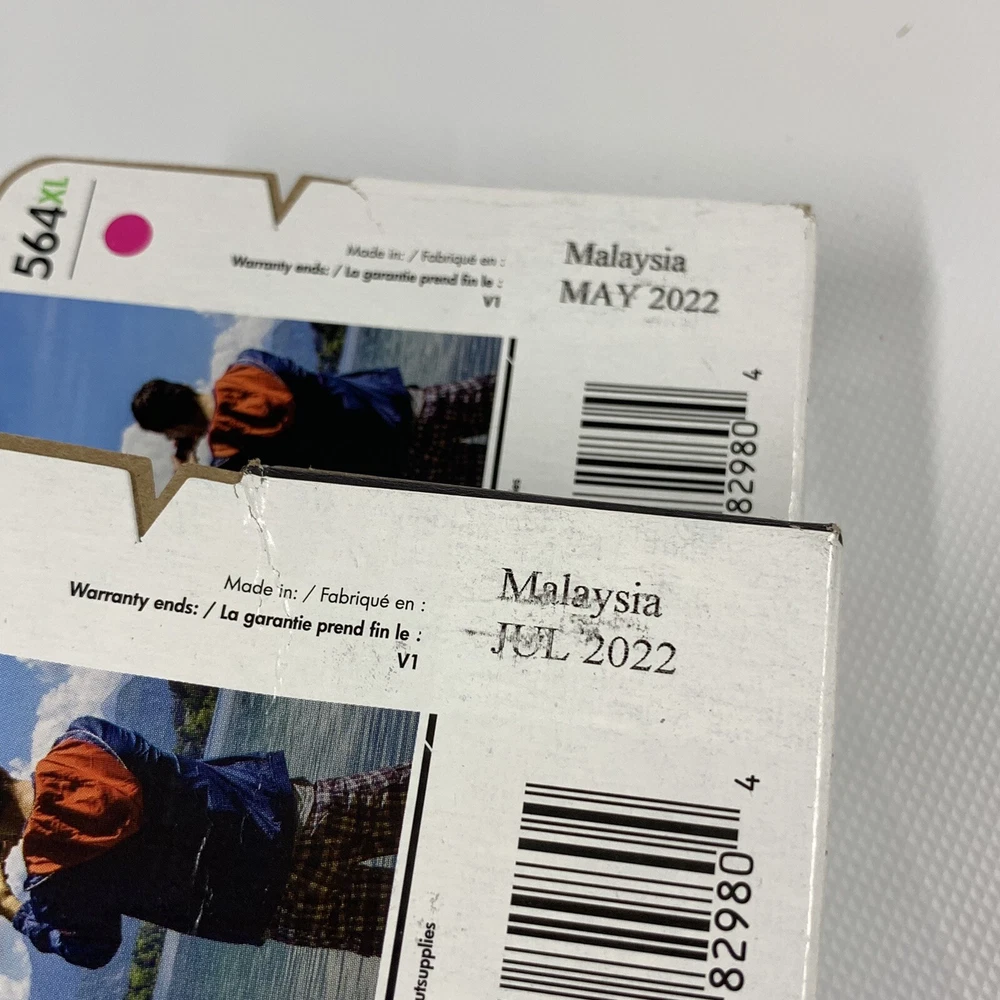 564XL
Made in: / Fabriqué en :
Malaysia
Warranty ends: / La garantie prend fin le :
MAY 2022
V1
4
82980
Made in: / Fabriqué en :
Malaysia
Warranty ends: / La garantie prend fin le :
JUL 2022
V1
4
82980
utsupplies